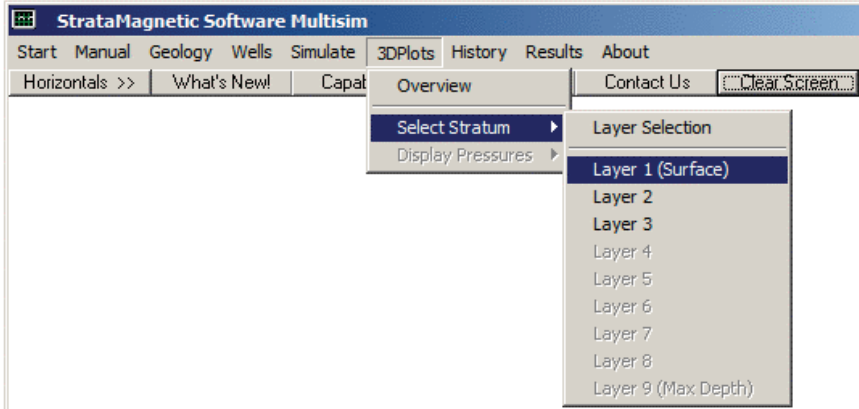 StrataMagnetic Software Multisim
Start Manual Geology Wells Simulate 3DPlots History Results About
Horizontals >> What's New! Capab Contact Us Clear Screen
Overview
Select Stratum
Display Pressures
Layer Selection
Layer 1 (Surface)
Layer 2
Layer 3
Layer 4
Layer 5
Layer 6
Layer 7
Layer 8
Layer 9 (Max Depth)